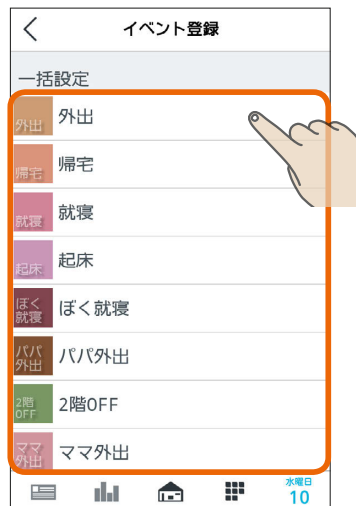 イベント登録
一括設定
外出
外出
帰宅
帰宅
就寝
就寝
起床
起床
ぼく
就寝
ぼく就寝
パパ
外出
パパ外出
2階
OFF
2階OFF
ママ
外出
ママ外出
水曜日
10